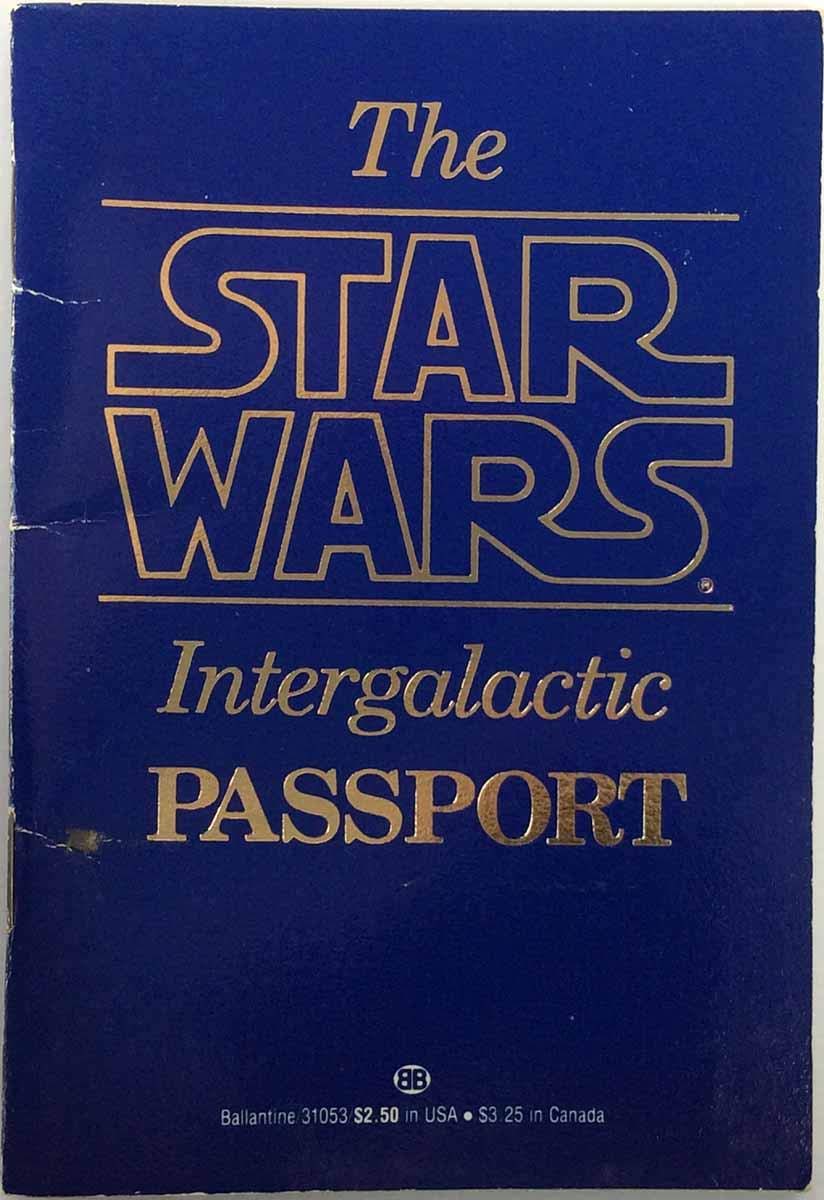 The
STAR
WARS®
Intergalactic
PASSPORT
BB
Ballantine/31053/$2.50 in USA • $3.25 in Canada